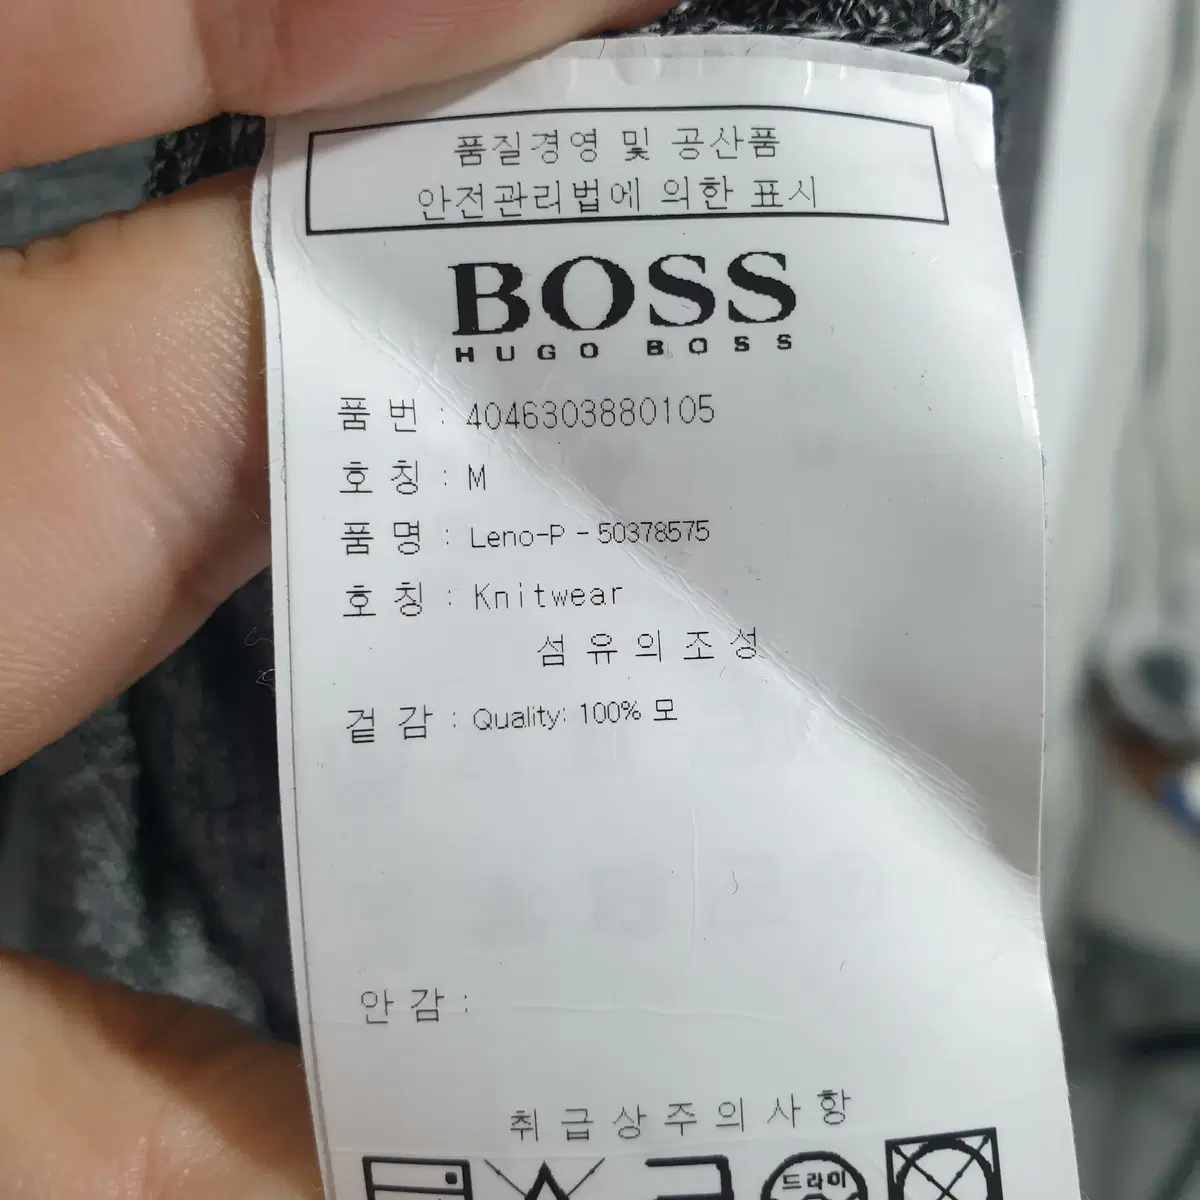 품질경영 및 공산품
안전관리법에 의한 표시
BOSS
HUGO BOSS
품 번 : 4046303880105
호 칭 : M
품 명 : Leno-P - 50378575
호 칭 : Knitwear
섬 유 의 조 성
겉 감 : Quality: 100% 모
안 감 :
취 급 상 주 의 사 항
드라이